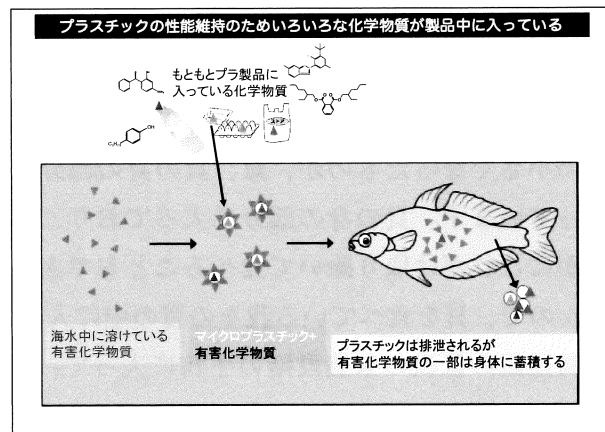 プラスチックの性能維持のためいろいろな化学物質が製品中に入っている
もともとプラ製品に
入っている化学物質
海水中に溶けている
有害化学物質
マイクロプラスチック+
有害化学物質
プラスチックは排泄されるが
有害化学物質の一部は身体に蓄積する